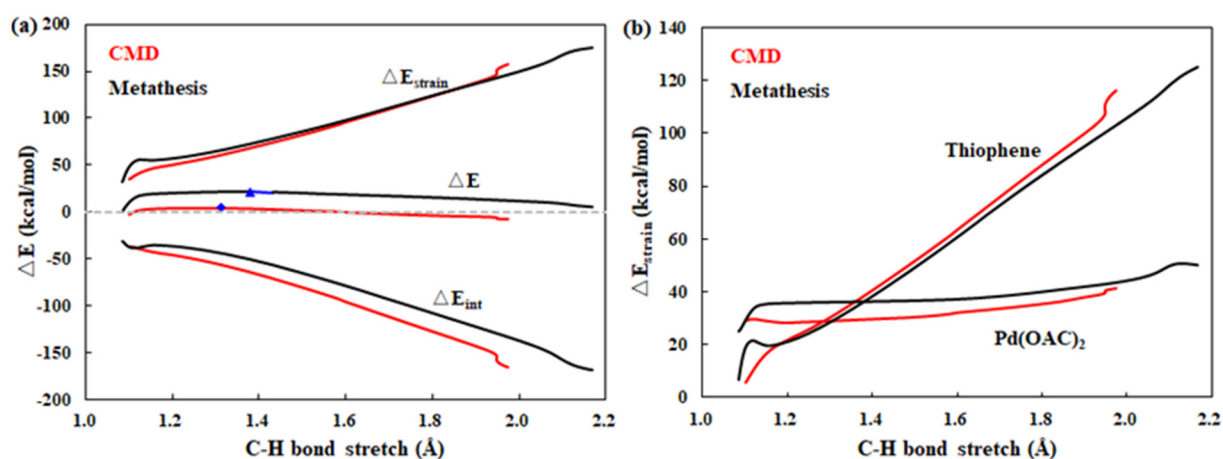 (a)
CMD
Metathesis
△Estrain
△E
△Eint
△E (kcal/mol)
200
150
100
50
0
-50
-100
-150
-200
1.0 1.2 1.4 1.6 1.8 2.0 2.2
C-H bond stretch (Å)
(b)
CMD
Metathesis
Thiophene
Pd(OAC)2
△Estrain (kcal/mol)
140
120
100
80
60
40
20
0
1.0 1.2 1.4 1.6 1.8 2.0 2.2
C-H bond stretch (Å)